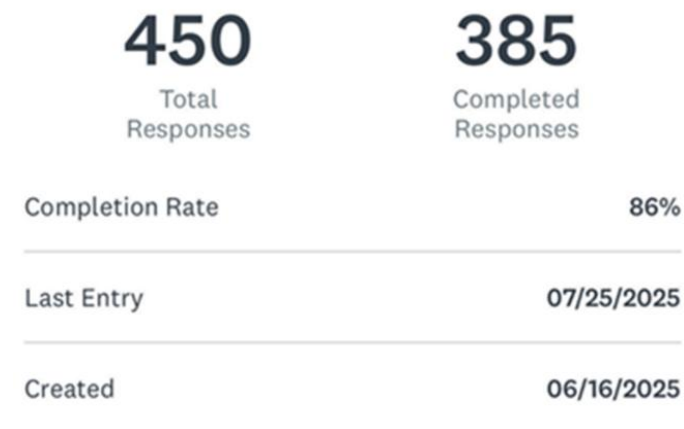 450
Total
Responses
385
Completed
Responses
Completion Rate 86%
Last Entry 07/25/2025
Created 06/16/2025